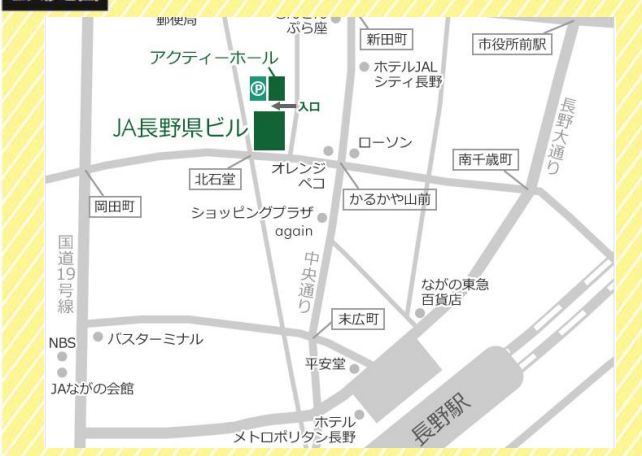 郵便局
ぷら座
新田町
市役所前駅
アクティーホール
ホテルJAL
シティ長野
P
入口
長野大通り
JA長野県ビル
ローソン
オレンジ
ペコ
南千歳町
北石堂
かるかや山前
岡田町
ショッピングプラザ
again
国道19号線
中央通り
ながの東急
百貨店
末広町
NBS
バスターミナル
平安堂
JAながの会館
長野駅
ホテル
メトロポリタン長野